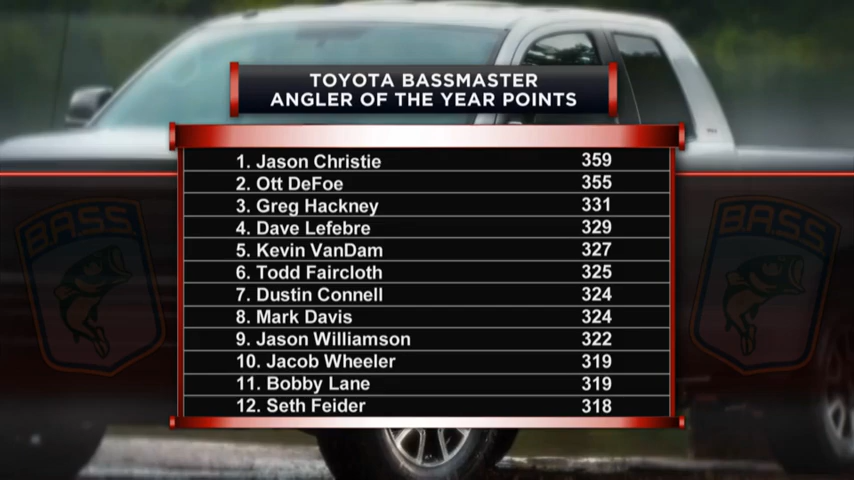 TOYOTA BASSMASTER
ANGLER OF THE YEAR POINTS
1. Jason Christie 359
2. Ott DeFoe 355
3. Greg Hackney 331
4. Dave Lefebre 329
5. Kevin VanDam 327
6. Todd Faircloth 325
7. Dustin Connell 324
8. Mark Davis 324
9. Jason Williamson 322
10. Jacob Wheeler 319
11. Bobby Lane 319
12. Seth Feider 318
BASS
BASS